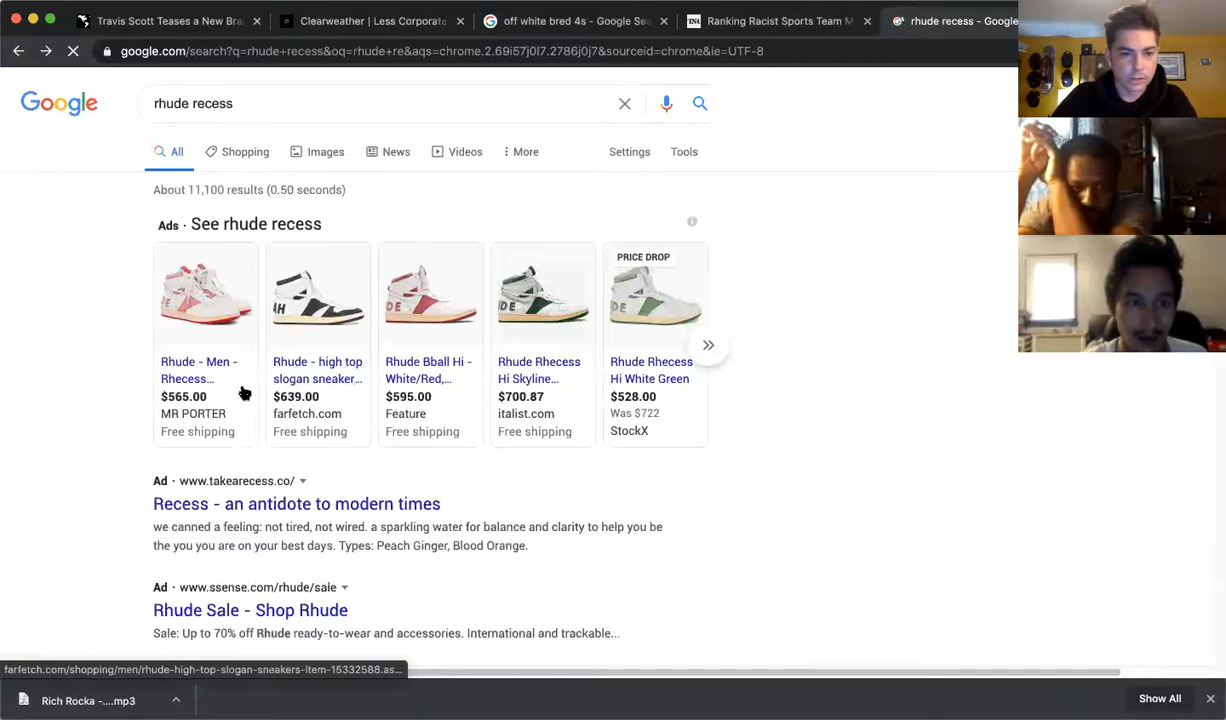 Travis Scott Teases a New Bra
Clearweather | Less Corporate
off white bred 4s - Google Sea
Ranking Racist Sports Team M
rhude recess - Google
google.com/search?q=rhude+recess&oq=rhude+re&aqs=chrome.2.69i57j0l7.2786j0j7&sourceid=chrome&ie=UTF-8
Google
rhude recess
All
Shopping
Images
News
Videos
More
Settings
Tools
About 11,100 results (0.50 seconds)
Ads · See rhude recess
PRICE DROP
Rhude - Men -
Rhecess...
$565.00
MR PORTER
Free shipping
Rhude - high top
slogan sneaker...
$639.00
farfetch.com
Free shipping
Rhude Bball Hi -
White/Red,...
$595.00
Feature
Free shipping
Rhude Rhecess
Hi Skyline...
$700.87
italist.com
Free shipping
Rhude Rhecess
Hi White Green
$528.00
Was $722
StockX
Ad · www.takearecess.co/
Recess - an antidote to modern times
we canned a feeling: not tired, not wired. a sparkling water for balance and clarity to help you be
the you you are on your best days. Types: Peach Ginger, Blood Orange.
Ad · www.ssense.com/rhude/sale
Rhude Sale - Shop Rhude
Sale: Up to 70% off Rhude ready-to-wear and accessories. International and trackable...
farfetch.com/shopping/men/rhude-high-top-slogan-sneakers-item-15332588.as...
Rich Rocka -....mp3
Show All